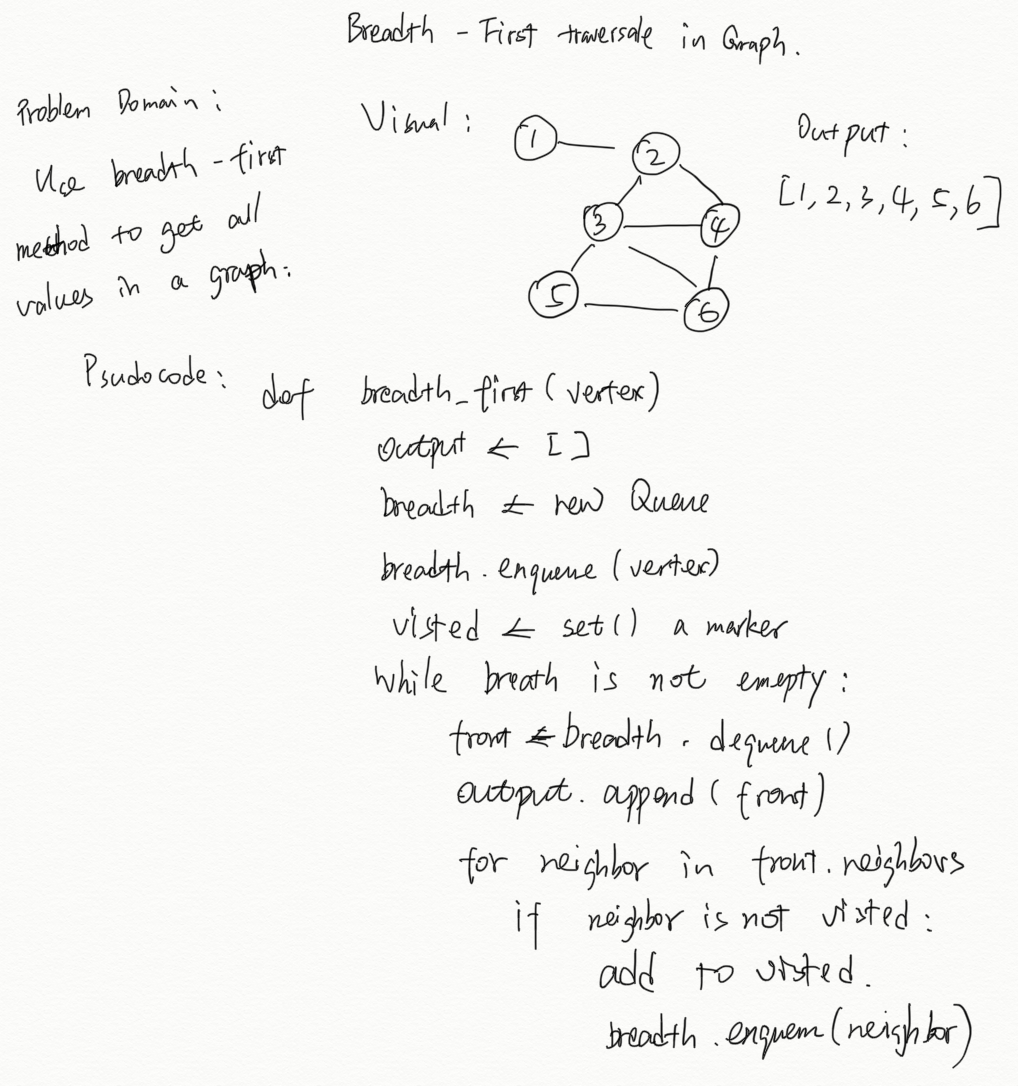 Breadth - First traversale in Graph.
Problem Domain:
Use breadth - first
method to get all
values in a graph.
Visual:
1
2
3
4
5
6
Output:
[1, 2, 3, 4, 5, 6]
Psudocode:
def breadth_first (vertex)
output ← [ ]
breadth ← new Queue
breadth . enqueue (vertex)
visted ← set() a marker
while breath is not emepty :
front ← breadth . dequeue ()
output. append ( front)
for neighbor in front. neighbors
if neighbor is not visted :
add to visted.
breadth . enquem (neighbor)